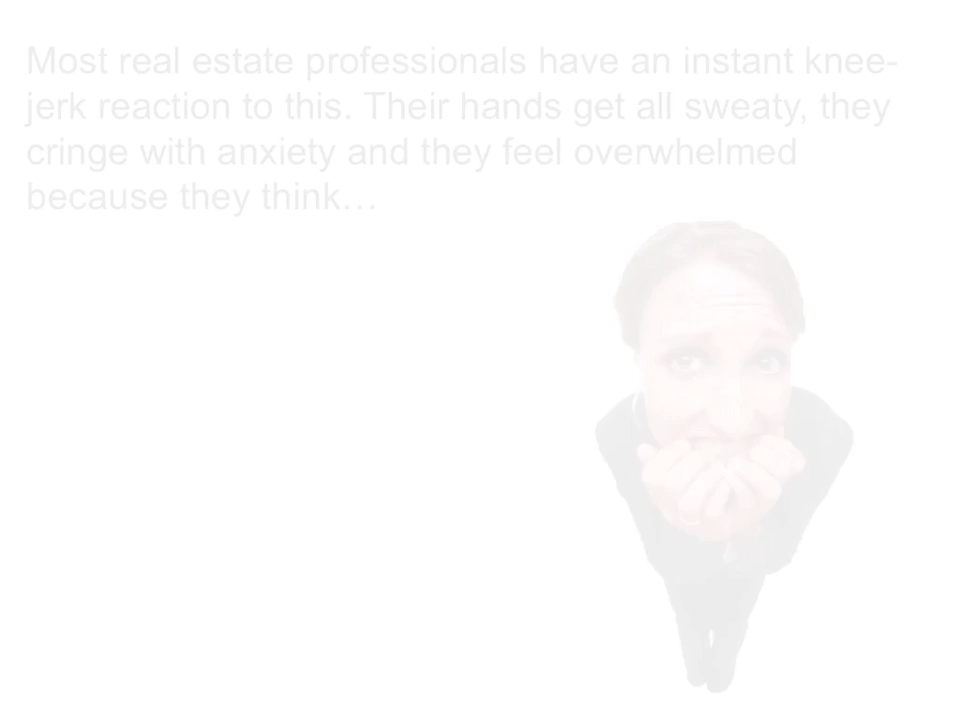 Most real estate professionals have an instant knee-
jerk reaction to this. Their hands get all sweaty, they
cringe with anxiety and they feel overwhelmed
because they think…